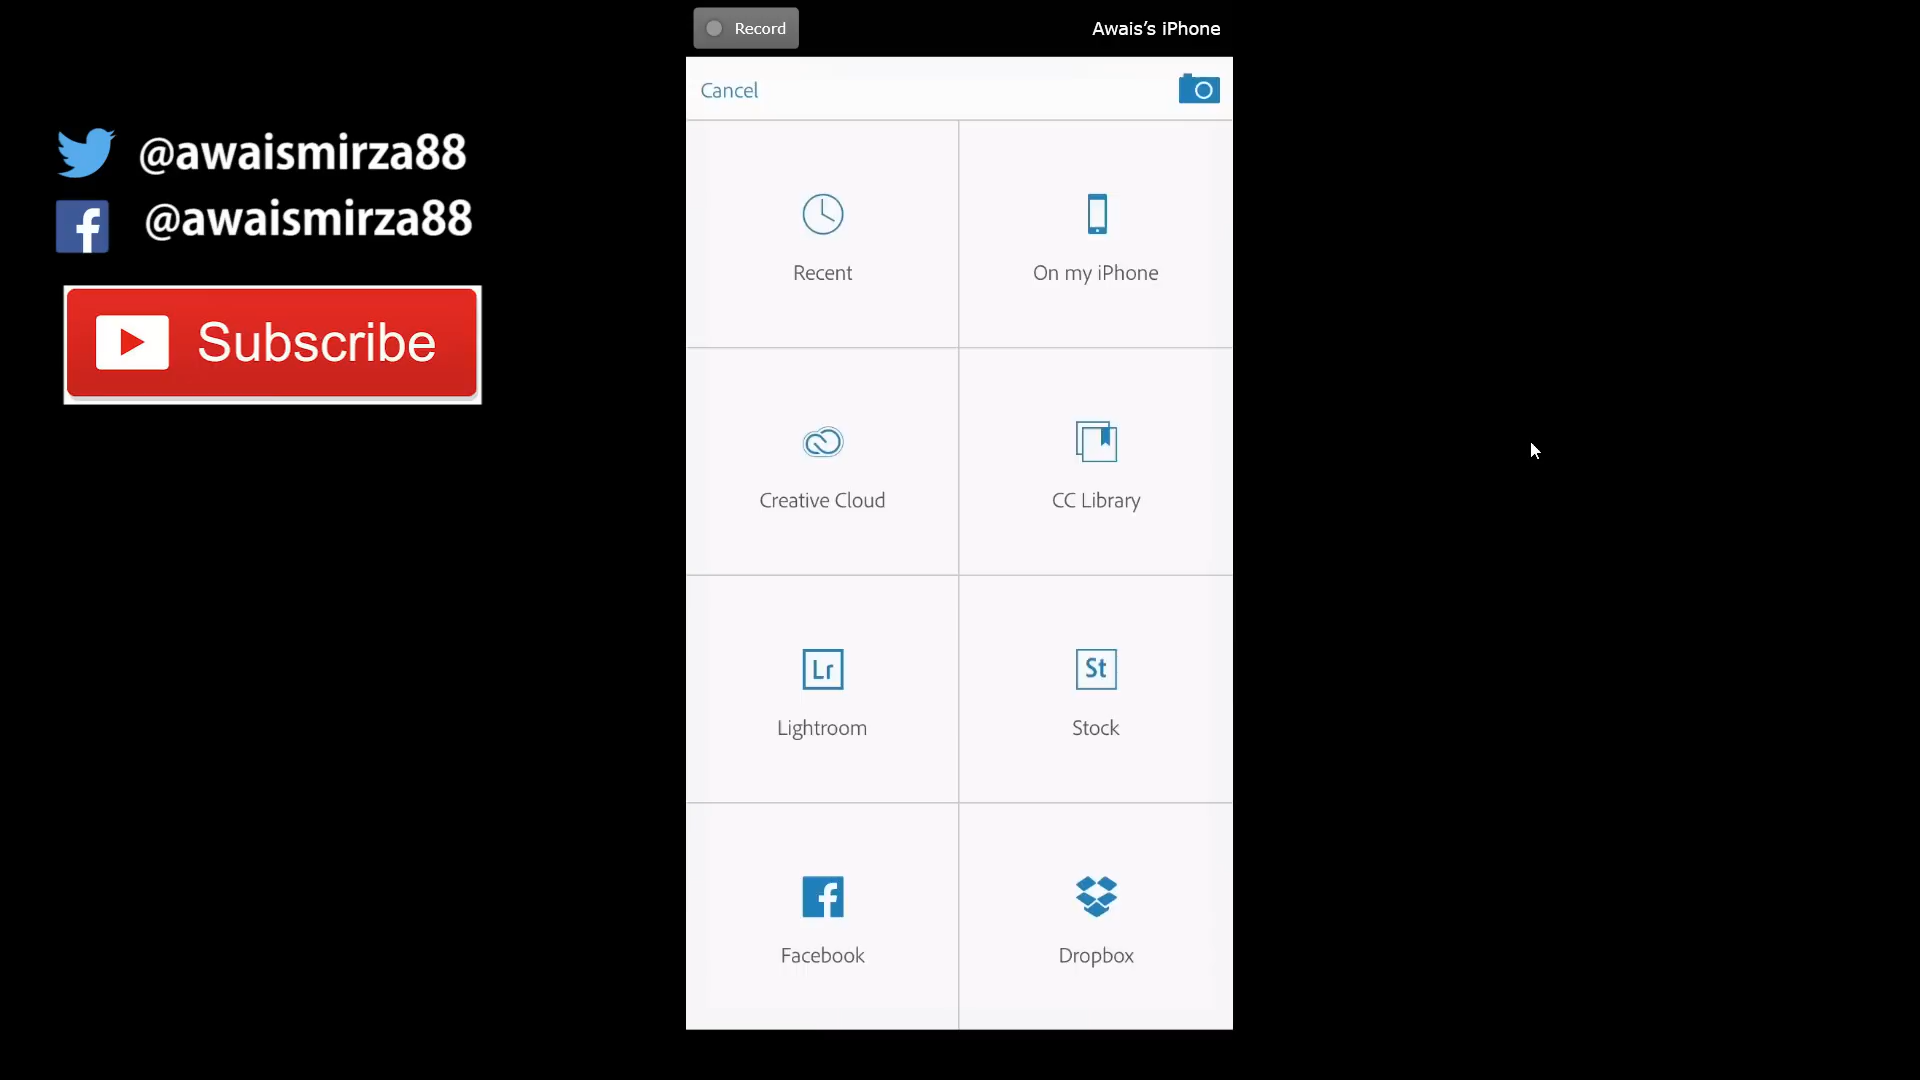 Record
Awais’s iPhone
Cancel
@awaismirza88
@awaismirza88
Subscribe
Recent
On my iPhone
Creative Cloud
CC Library
Lr
St
Lightroom
Stock
Facebook
Dropbox